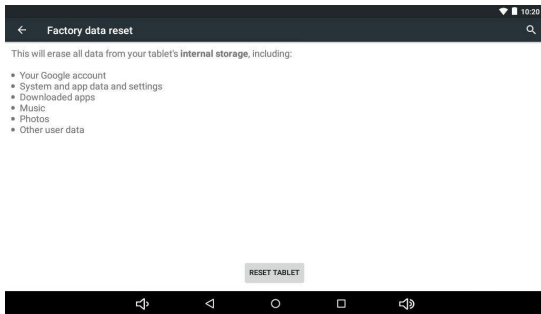 10:20
Factory data reset
This will erase all data from your tablet's internal storage, including:
• Your Google account
• System and app data and settings
• Downloaded apps
• Music
• Photos
• Other user data
RESET TABLET